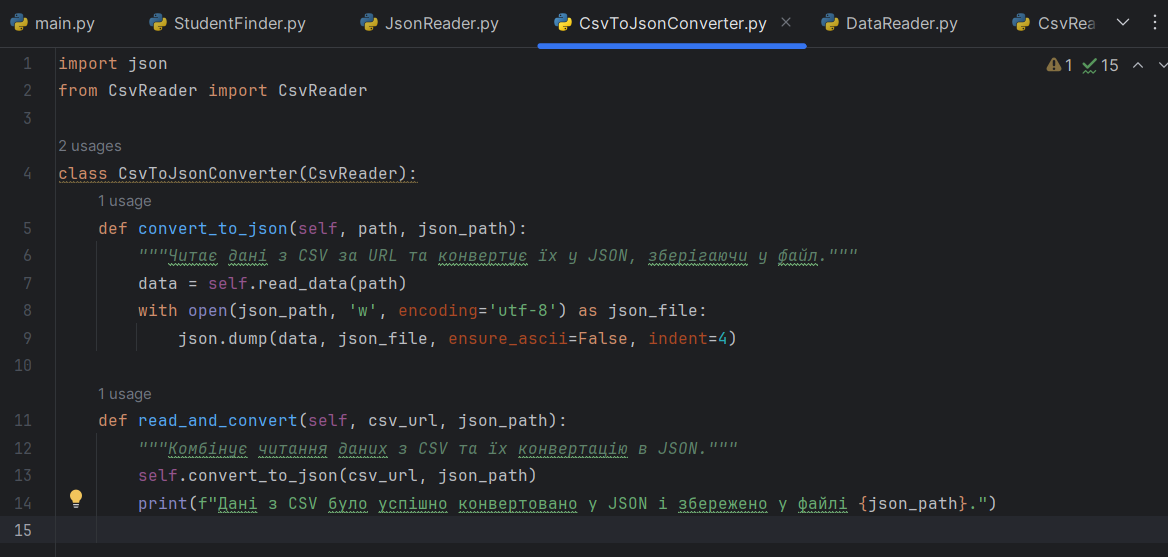 main.py StudentFinder.py JsonReader.py CsvToJsonConverter.py DataReader.py CsvRea
1 import json 1 15
2 from CsvReader import CsvReader
3
2 usages
4 class CsvToJsonConverter(CsvReader):
1 usage
5 def convert_to_json(self, path, json_path):
6 """Читає дані з CSV за URL та конвертує їх у JSON, зберігаючи у файл."""
7 data = self.read_data(path)
8 with open(json_path, 'w', encoding='utf-8') as json_file:
9 json.dump(data, json_file, ensure_ascii=False, indent=4)
10
1 usage
11 def read_and_convert(self, csv_url, json_path):
12 """Комбінує читання даних з CSV та їх конвертацію в JSON."""
13 self.convert_to_json(csv_url, json_path)
14 print(f"Дані з CSV було успішно конвертовано у JSON і збережено у файлі {json_path}.")
15